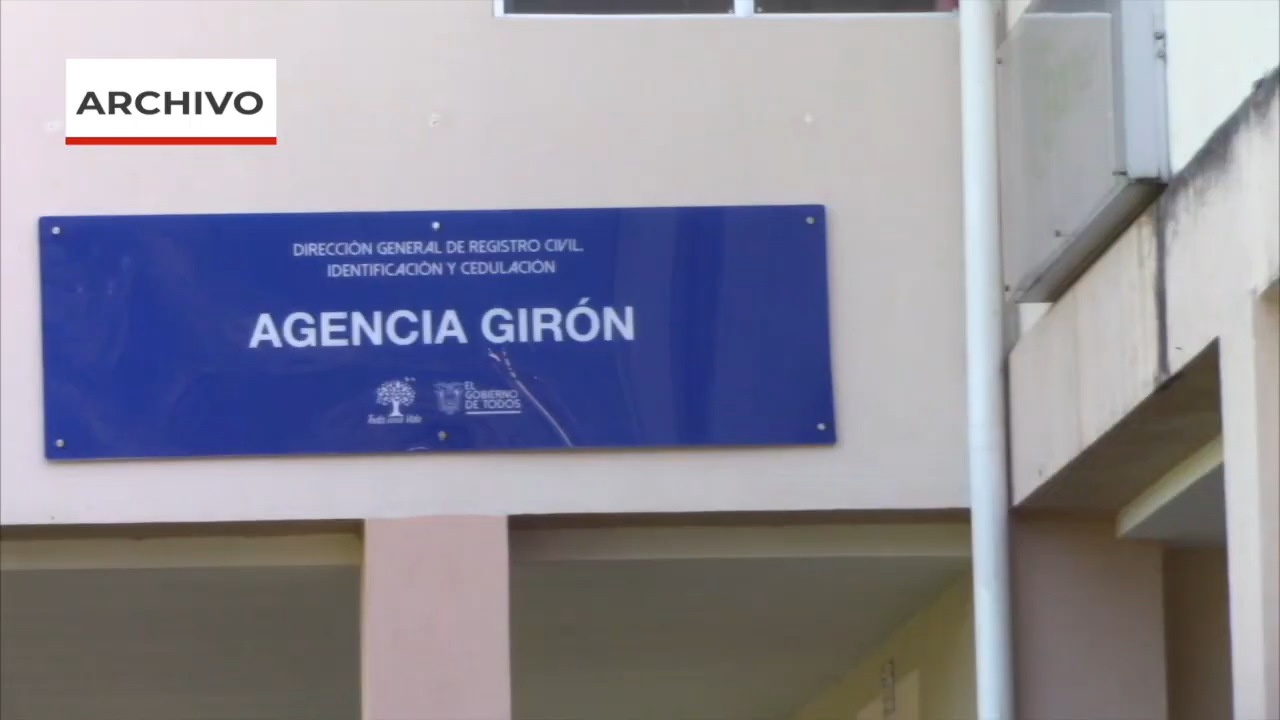 ARCHIVO
DIRECCIÓN GENERAL DE REGISTRO CIVIL,
IDENTIFICACIÓN Y CEDULACIÓN
AGENCIA GIRÓN
EL
GOBIERNO
DE TODOS